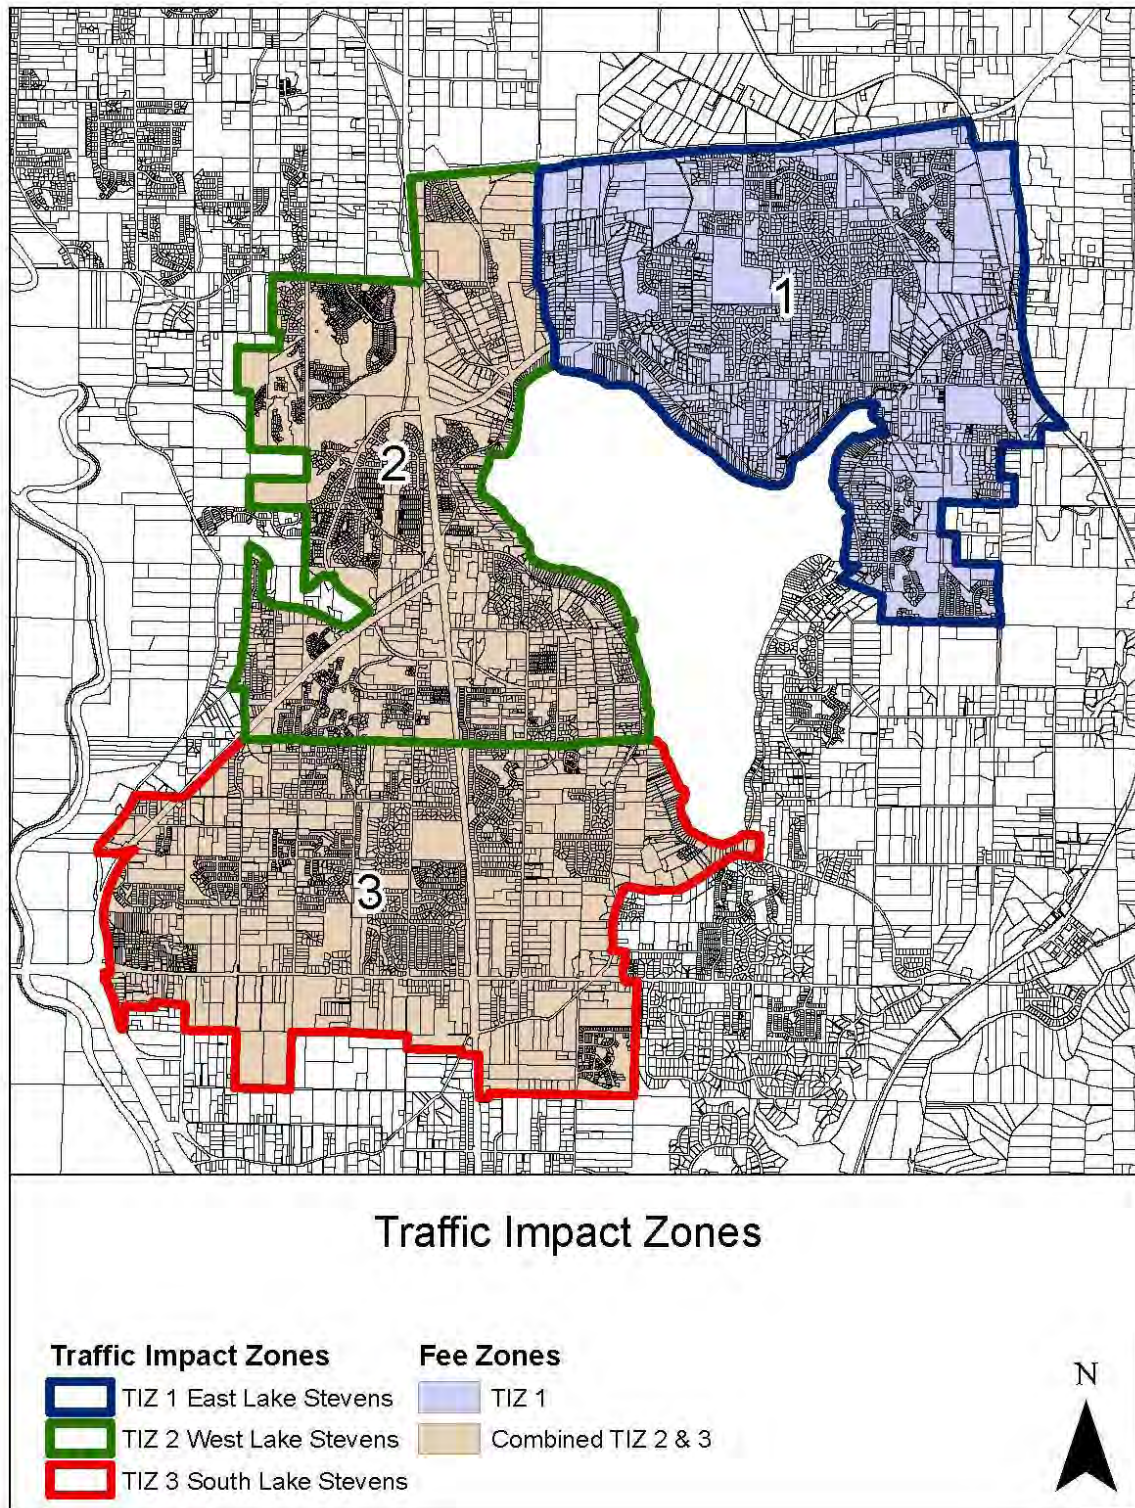 1
2
3
Traffic Impact Zones
Traffic Impact Zones
TIZ 1 East Lake Stevens
TIZ 2 West Lake Stevens
TIZ 3 South Lake Stevens
Fee Zones
TIZ 1
Combined TIZ 2 & 3
N